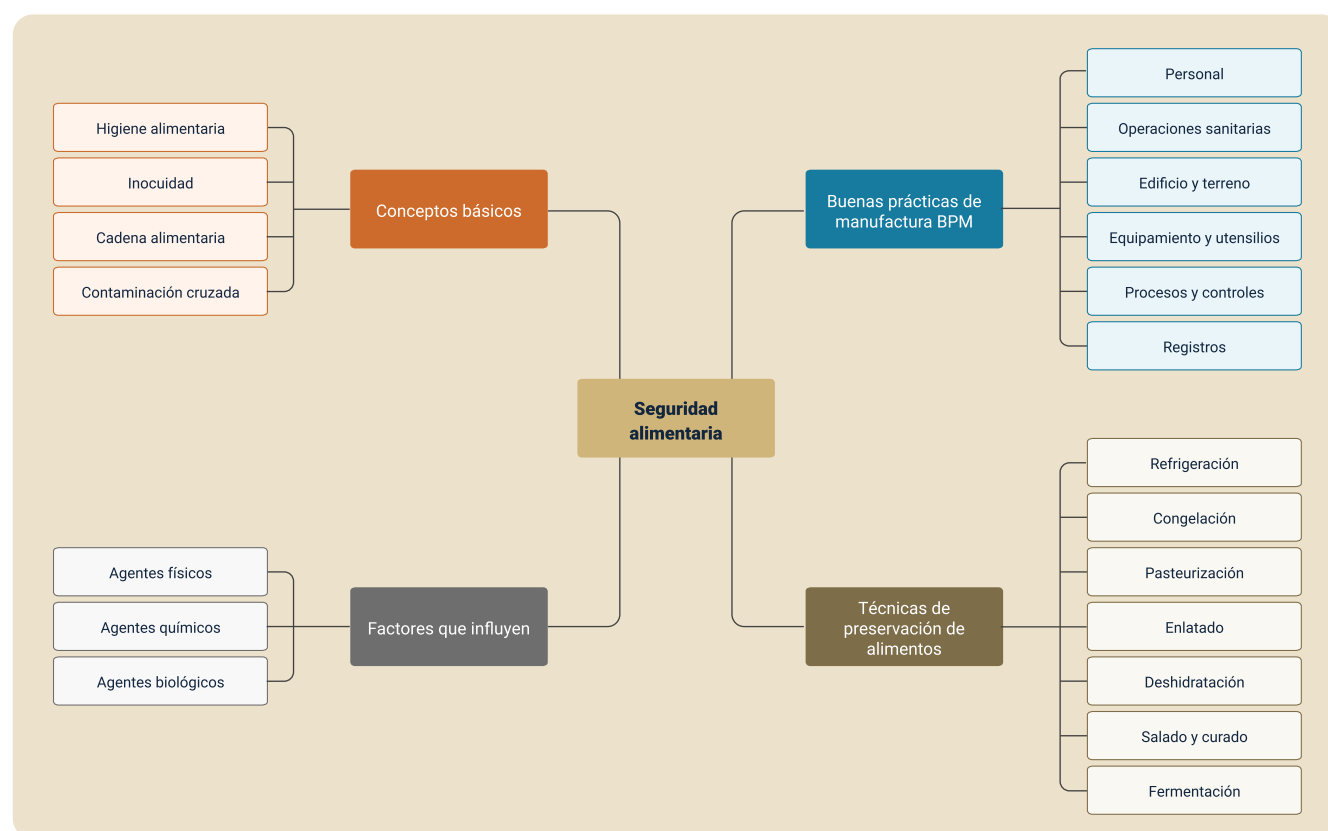 Higiene alimentaria
Inocuidad
Cadena alimentaria
Contaminación cruzada
Conceptos básicos
Buenas prácticas de
manufactura BPM
Personal
Operaciones sanitarias
Edificio y terreno
Equipamiento y utensilios
Procesos y controles
Registros
Seguridad
alimentaria
Agentes físicos
Agentes químicos
Agentes biológicos
Factores que influyen
Técnicas de
preservación de
alimentos
Refrigeración
Congelación
Pasteurización
Enlatado
Deshidratación
Salado y curado
Fermentación